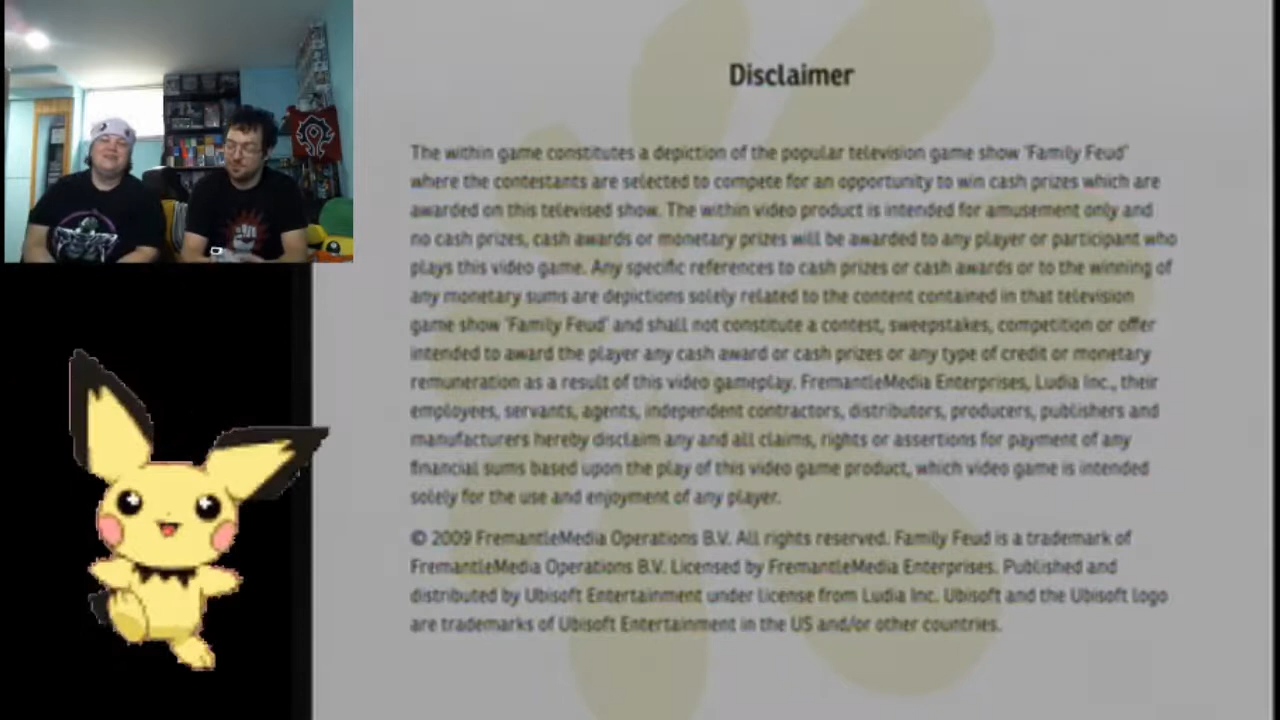 Disclaimer
The within game constitutes a depiction of the popular television game show 'Family Feud'
where the contestants are selected to compete for an opportunity to win cash prizes which are
awarded on this televised show. The within video product is intended for amusement only and
no cash prizes, cash awards or monetary prizes will be awarded to any player or participant who
plays this video game. Any specific references to cash prizes or cash awards or to the winning of
any monetary sums are depictions solely related to the content contained in that television
game show 'Family Feud' and shall not constitute a contest, sweepstakes, competition or offer
intended to award the player any cash award or cash prizes or any type of credit or monetary
remuneration as a result of this video gameplay. FremantleMedia Enterprises, Ludia Inc., their
employees, servants, agents, independent contractors, distributors, producers, publishers and
manufacturers hereby disclaim any and all claims, rights or assertions for payment of any
financial sums based upon the play of this video game product, which video game is intended
solely for the use and enjoyment of any player.
© 2009 FremantleMedia Operations B.V. All rights reserved. Family Feud is a trademark of
FremantleMedia Operations B.V. Licensed by FremantleMedia Enterprises. Published and
distributed by Ubisoft Entertainment under license from Ludia Inc. Ubisoft and the Ubisoft logo
are trademarks of Ubisoft Entertainment in the US and/or other countries.